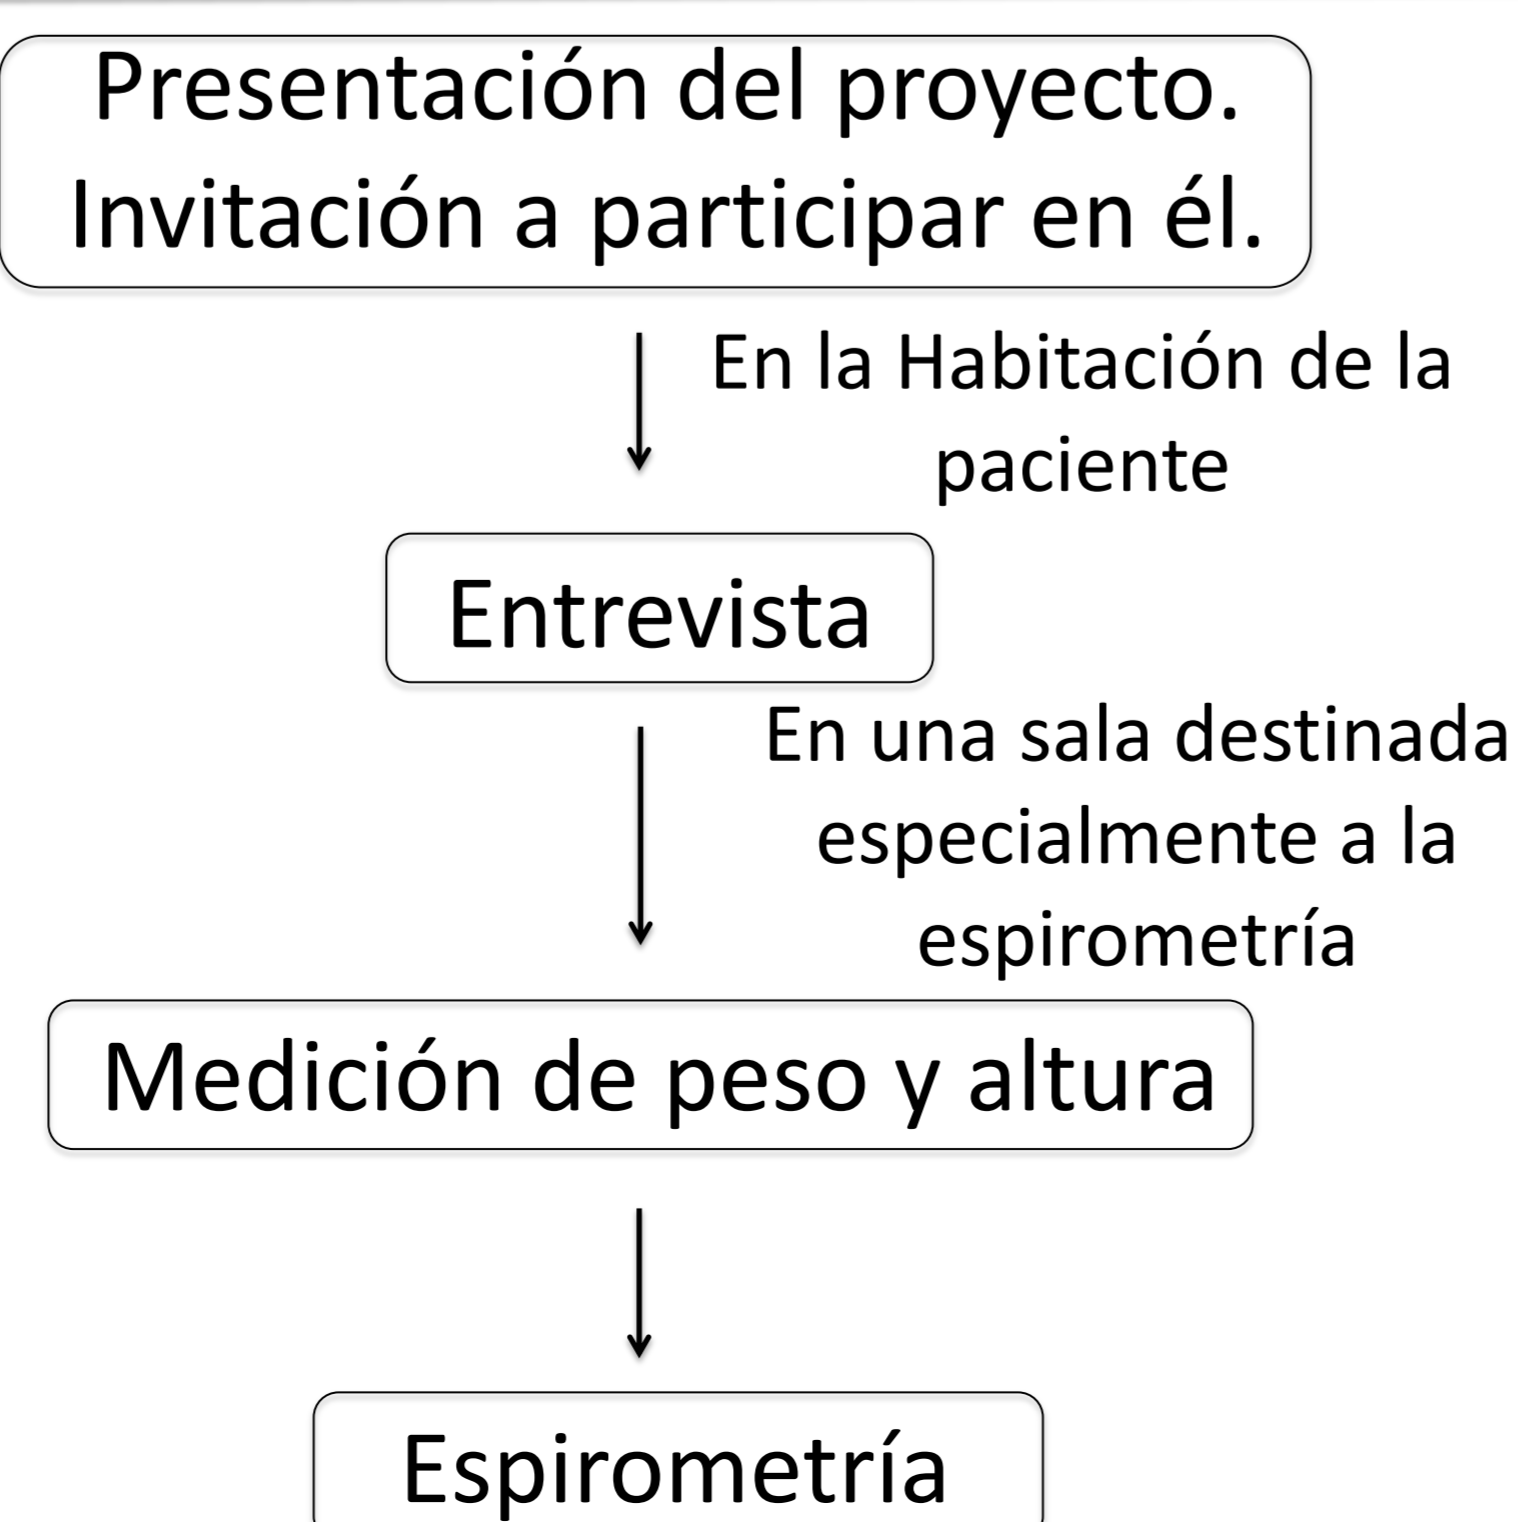 Presentación del proyecto.
Invitación a participar en él.
En la Habitación de la
paciente
Entrevista
En una sala destinada
especialmente a la
espirometría
Medición de peso y altura
Espirometría